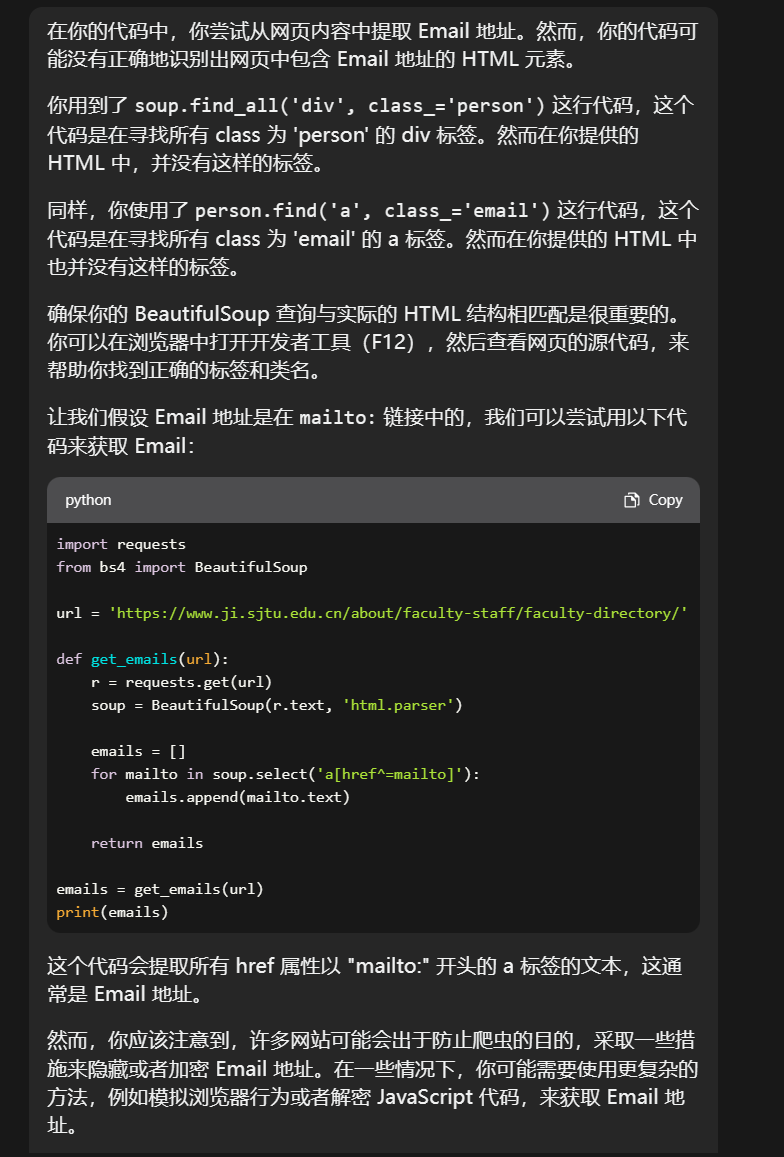 在你的代码中，你尝试从网页内容中提取 Email 地址。然而，你的代码可
能没有正确地识别出网页中包含 Email 地址的 HTML 元素。
你用到了 soup.find_all('div', class_='person') 这行代码，这个
代码是在寻找所有 class 为 'person' 的 div 标签。然而在你提供的
HTML 中，并没有这样的标签。
同样，你使用了 person.find('a', class_='email') 这行代码，这个
代码是在寻找所有 class 为 'email' 的 a 标签。然而在你提供的 HTML 中
也并没有这样的标签。
确保你的 BeautifulSoup 查询与实际的 HTML 结构相匹配是很重要的。
你可以在浏览器中打开开发者工具（F12），然后查看网页的源代码，来
帮助你找到正确的标签和类名。
让我们假设 Email 地址是在 mailto: 链接中的，我们可以尝试用以下代
码来获取 Email：
python
Copy
import requests
from bs4 import BeautifulSoup
url = 'https://www.ji.sjtu.edu.cn/about/faculty-staff/faculty-directory/'
def get_emails(url):
    r = requests.get(url)
    soup = BeautifulSoup(r.text, 'html.parser')
    emails = []
    for mailto in soup.select('a[href^=mailto]'):
        emails.append(mailto.text)
    return emails
emails = get_emails(url)
print(emails)
这个代码会提取所有 href 属性以 "mailto:" 开头的 a 标签的文本，这通
常是 Email 地址。
然而，你应该注意到，许多网站可能会出于防止爬虫的目的，采取一些措
施来隐藏或者加密 Email 地址。在一些情况下，你可能需要使用更复杂的
方法，例如模拟浏览器行为或者解密 JavaScript 代码，来获取 Email 地
址。